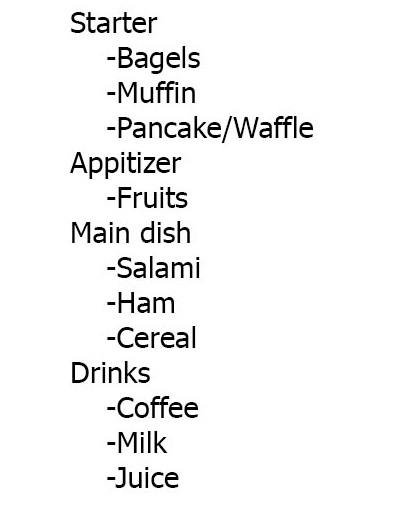 Starter
-Bagels
-Muffin
-Pancake/Waffle
Appitizer
-Fruits
Main dish
-Salami
-Ham
-Cereal
Drinks
-Coffee
-Milk
-Juice